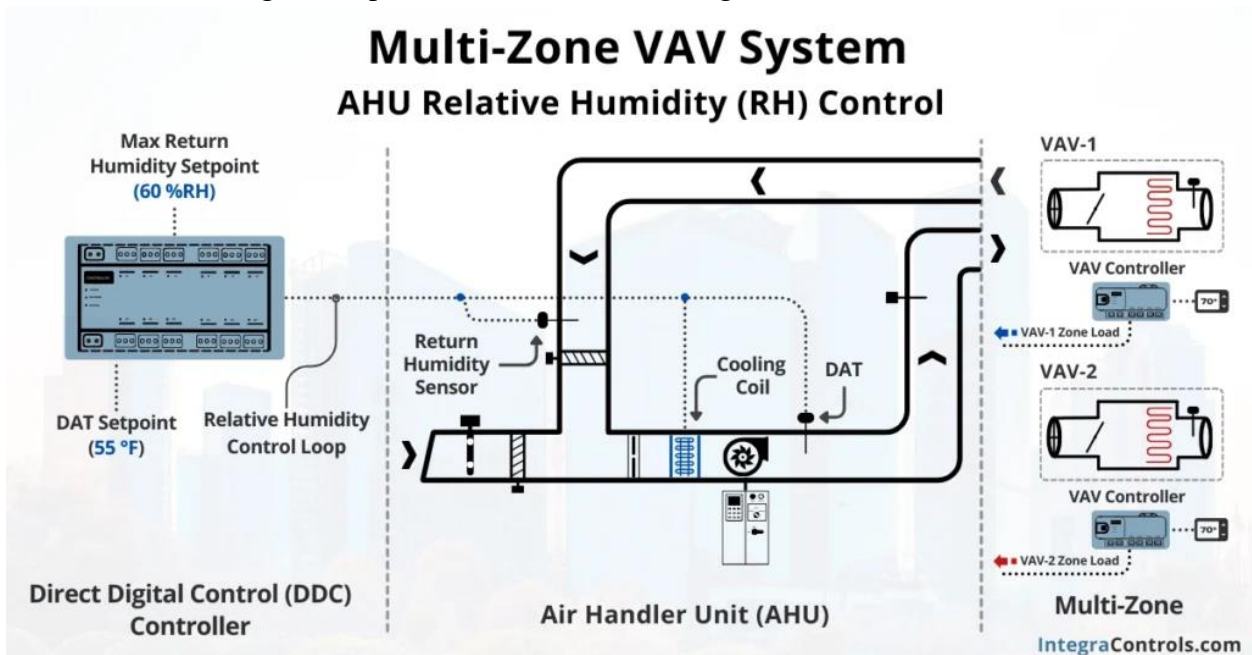 Multi-Zone VAV System
AHU Relative Humidity (RH) Control
Max Return
Humidity Setpoint
(60 %RH)
DAT Setpoint
(55 °F)
Relative Humidity
Control Loop
Direct Digital Control (DDC)
Controller
Return
Humidity
Sensor
Cooling
Coil
DAT
Air Handler Unit (AHU)
VAV-1
VAV Controller
70°
VAV-1 Zone Load
VAV-2
VAV Controller
70°
VAV-2 Zone Load
Multi-Zone
IntegraControls.com